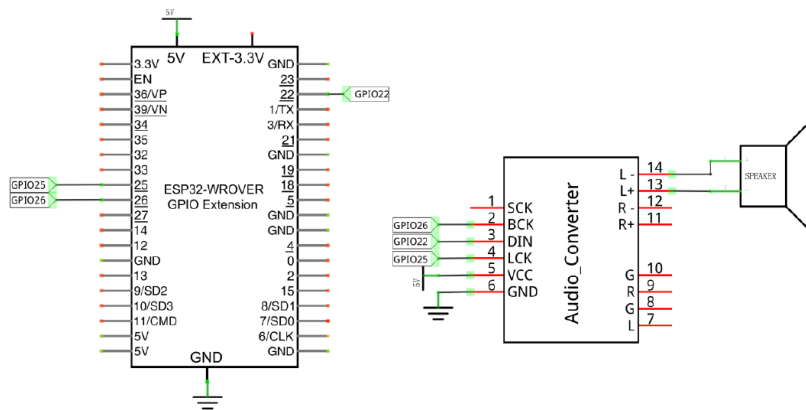 5V
5V EXT-3.3V
3.3V
EN
36/VP
39/VN
34
35
32
33
GPIO25 25
GPIO26 26
27
14
12
GND
13
9/SD2
10/SD3
11/CMD
5V
5V
ESP32-WROVER
GPIO Extension
GND
23
22 GPIO22
1/TX
3/RX
21
GND
19
18
5
GND
GND
4
0
2
15
8/SD1
7/SD0
6/CLK
GND
GND
Audio_Converter
1 SCK
GPIO26 2 BCK
GPIO22 3 DIN
GPIO25 4 LCK
5V 5 VCC
6 GND
L - 14
L+ 13
R - 12
R+ 11
G 10
R 9
G 8
L 7
SPEAKER